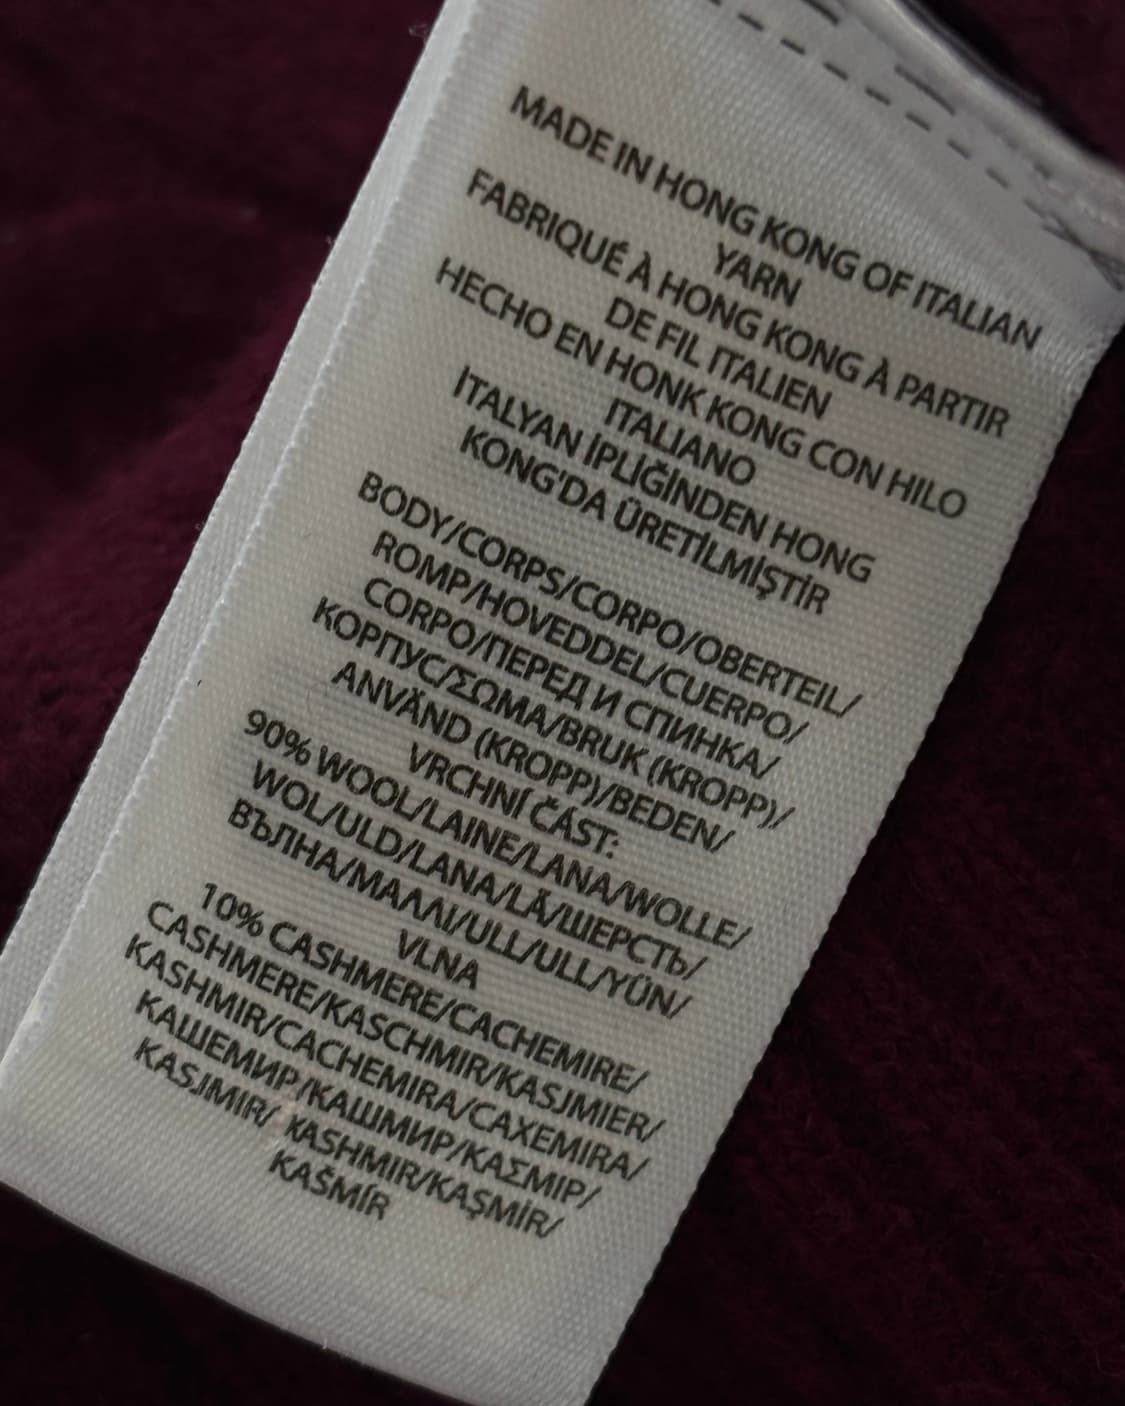 MADE IN HONG KONG OF ITALIAN
YARN
FABRIQUÉ À HONG KONG À PARTIR
DE FIL ITALIEN
HECHO EN HONK KONG CON HILO
ITALIANO
İTALYAN İPLİĞİNDEN HONG
KONG'DA ÜRETİLMİŞTİR
BODY/CORPS/CORPO/OBERTEIL/
ROMP/HOVEDDEL/CUERPO/
CORPO/ПЕРЕД И СПИНКА/
КОРПУС/ΣΩΜΑ/BRUK (KROPP)/
ANVÄND (KROPP)/BEDEN/
VRCHNÍ ČÁST:
90% WOOL/LAINE/LANA/WOLLE/
WOL/ULD/LANA/LÃ/ШЕРСТЬ/
ВЪЛНА/ΜΑΛΛΙ/ULL/ULL/YÜN/
VLNA
10% CASHMERE/CACHEMIRE/
CASHMERE/KASCHMIR/KASJMIER/
KASHMIR/CACHEMIRA/CAXEMIRA/
КАШЕМИР/КАШМИР/ΚΑΣΜΙΡ/
KASJMIR/ KASHMIR/KAŞMİR/
KAŠMÍR